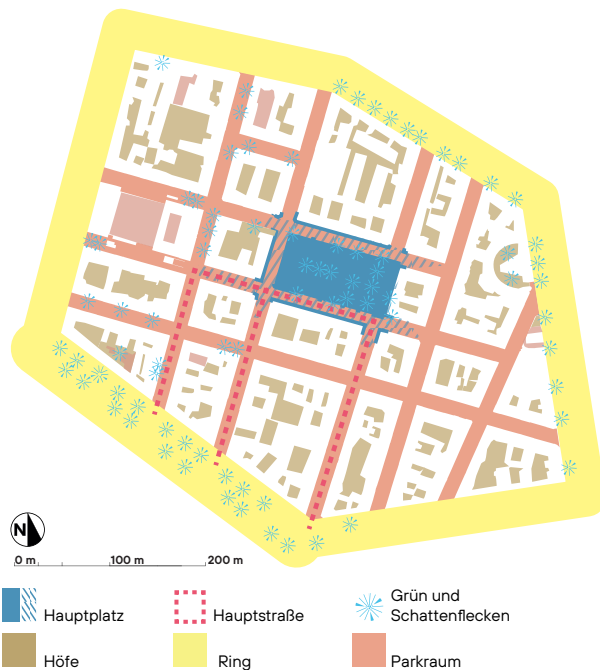 N
0 m 100 m 200 m
Hauptplatz
Hauptstraße
Grün und
Schattenflecken
Höfe
Ring
Parkraum